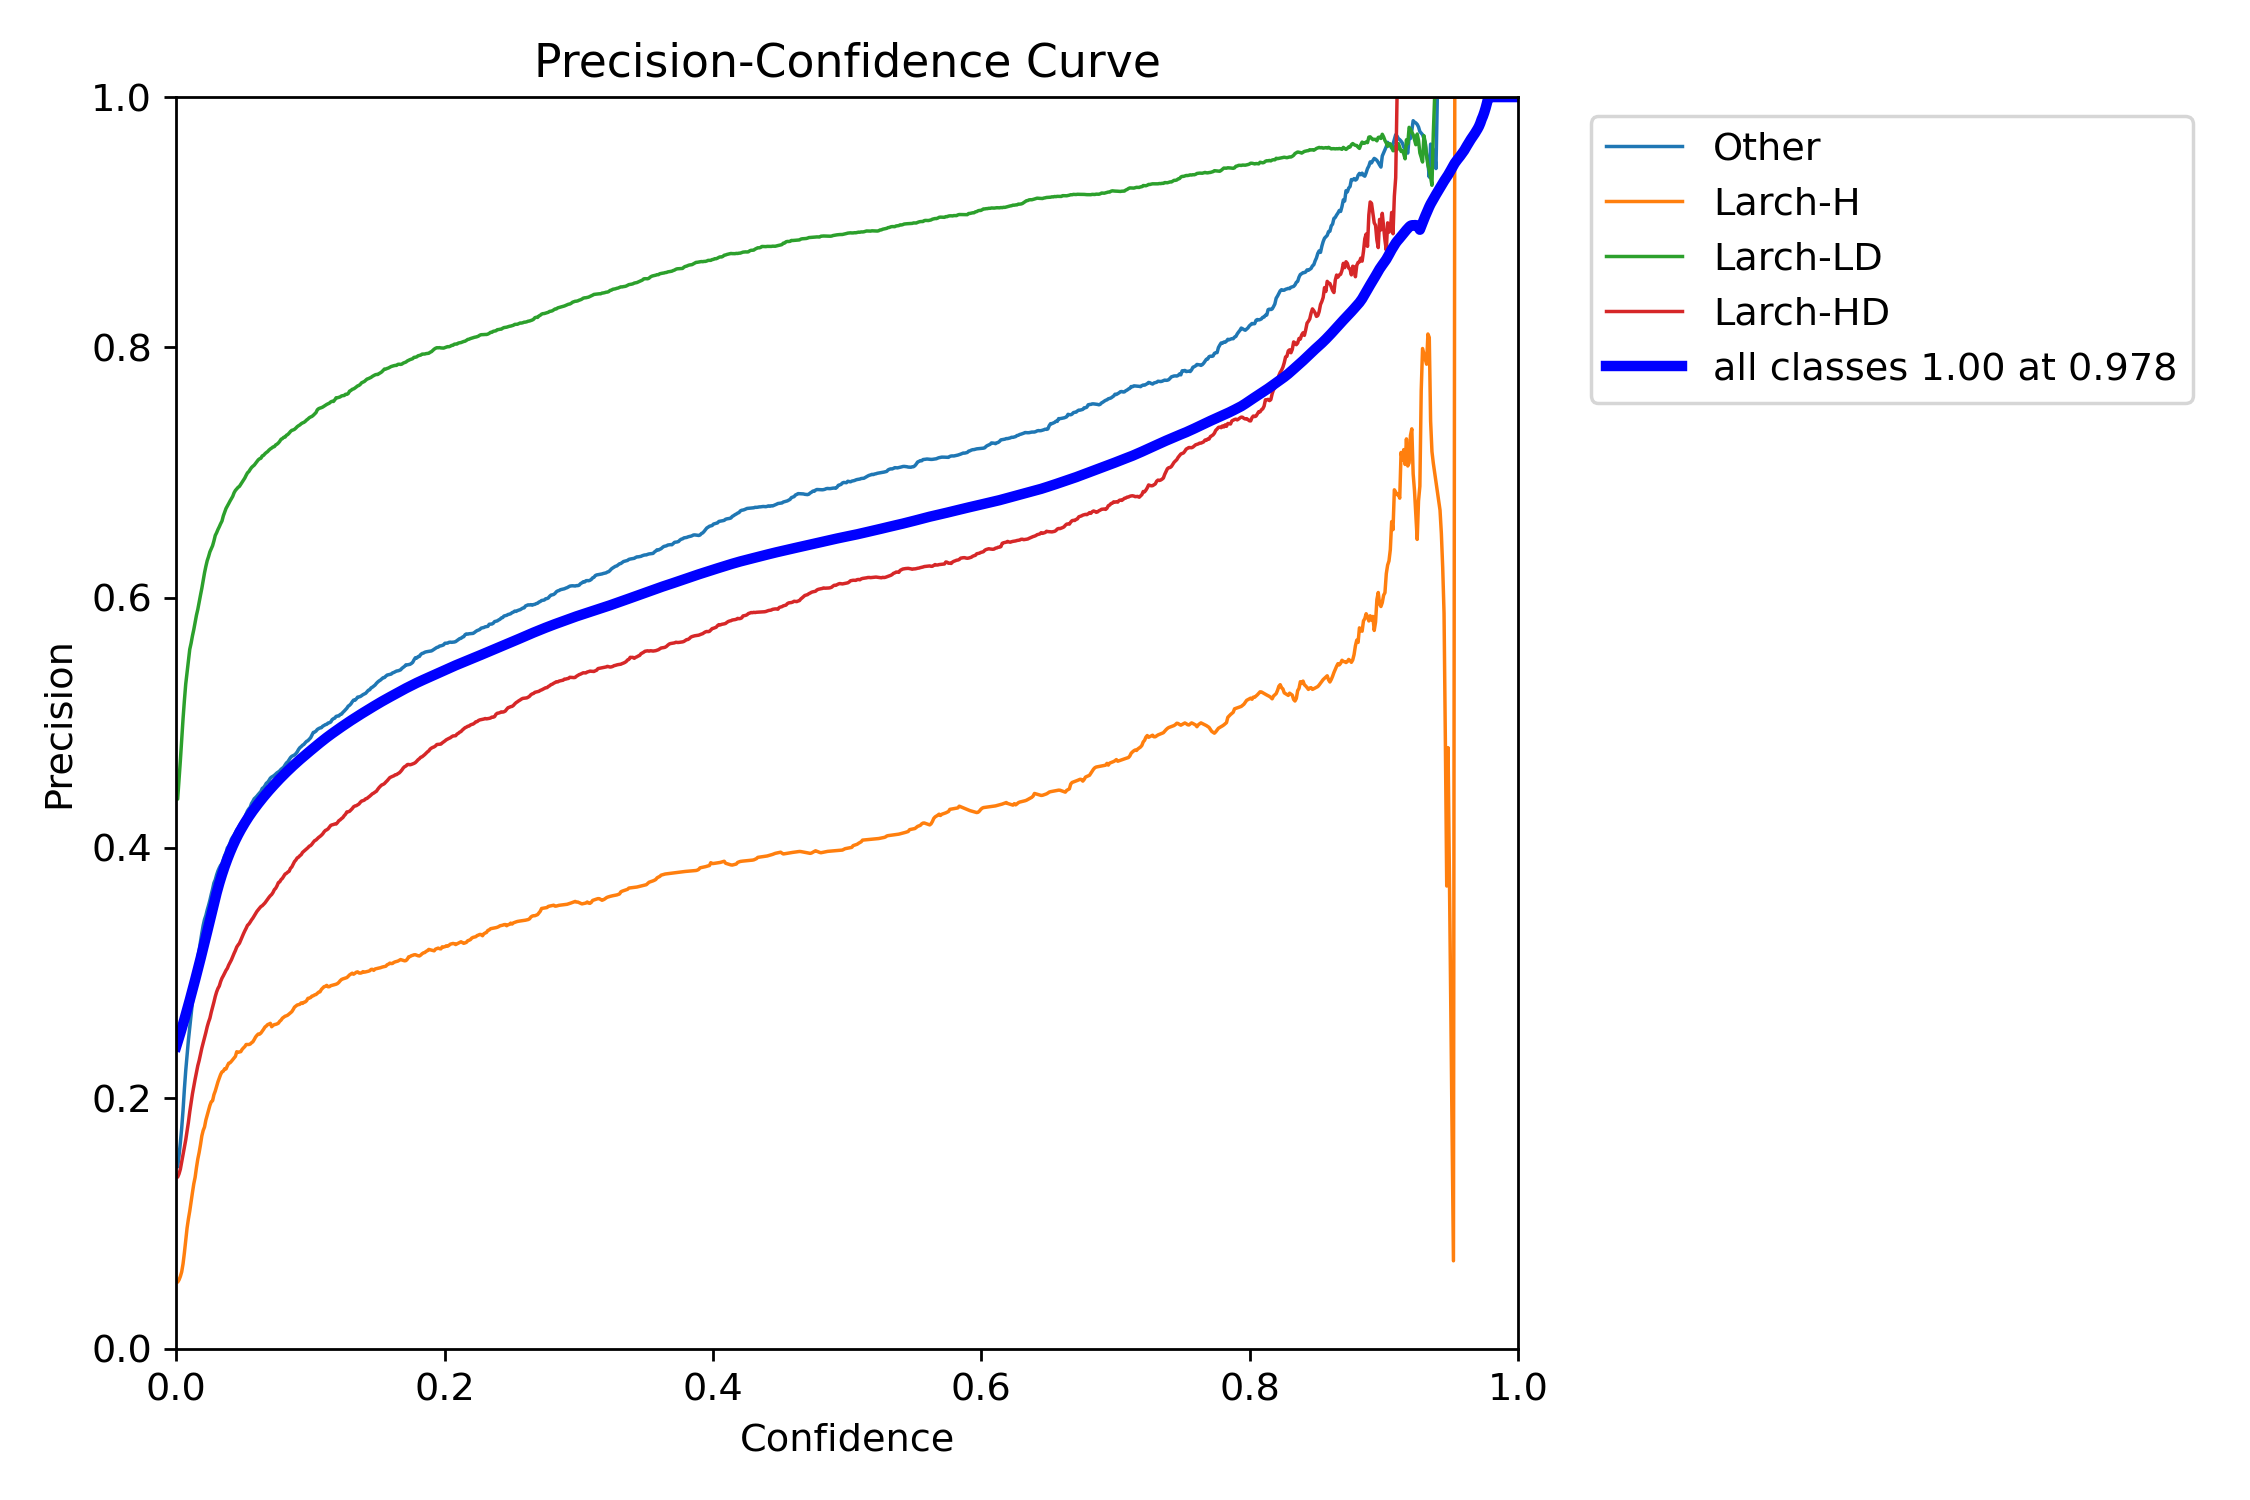 Precision-Confidence Curve
1.0
0.8
0.6
0.4
0.2
0.0
Precision
0.0 0.2 0.4 0.6 0.8 1.0
Confidence
Other
Larch-H
Larch-LD
Larch-HD
all classes 1.00 at 0.978